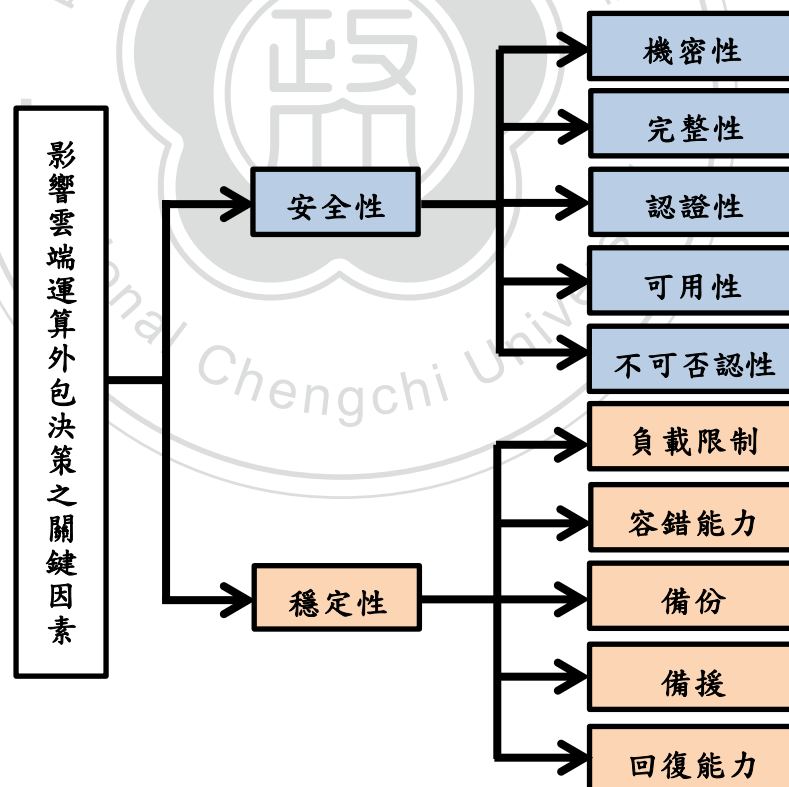 影響雲端運算外包決策之關鍵因素
安全性
機密性
完整性
認證性
可用性
不可否認性
穩定性
負載限制
容錯能力
備份
備援
回復能力
政
Chengchi